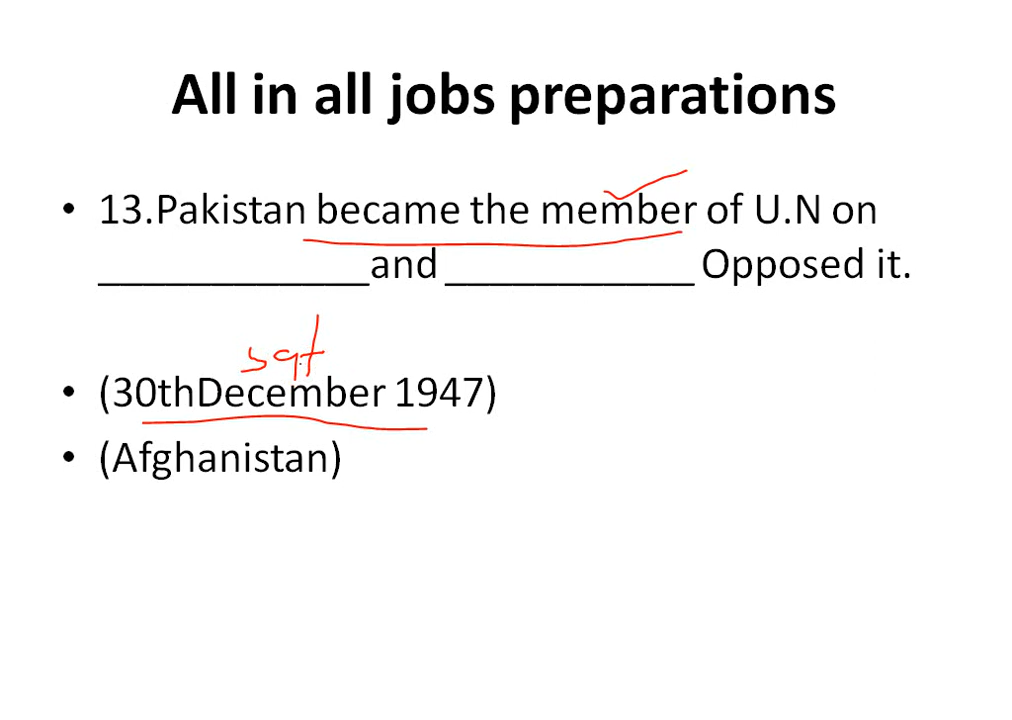 All in all jobs preparations
• 13.Pakistan became the member of U.N on
____________and ___________ Opposed it.
• (30thDecember 1947)
• (Afghanistan)